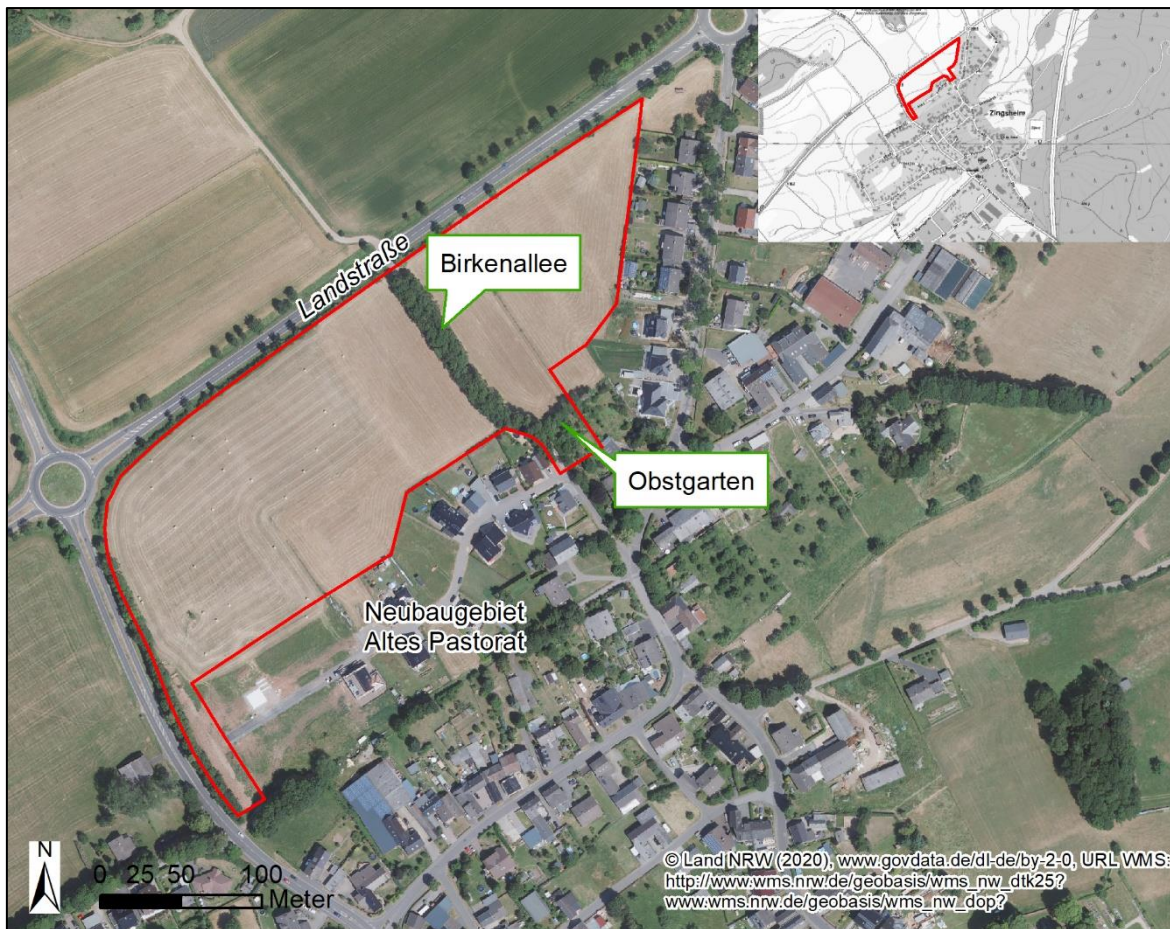 Zingsheim
Landstraße
Birkenallee
Obstgarten
Neubaugebiet
Altes Pastorat
N
0 25 50 100
Meter
© Land NRW (2020), www.govdata.de/dl-de/by-2-0, URL WMS:
http://www.wms.nrw.de/geobasis/wms_nw_dtk25?
www.wms.nrw.de/geobasis/wms_nw_dop?